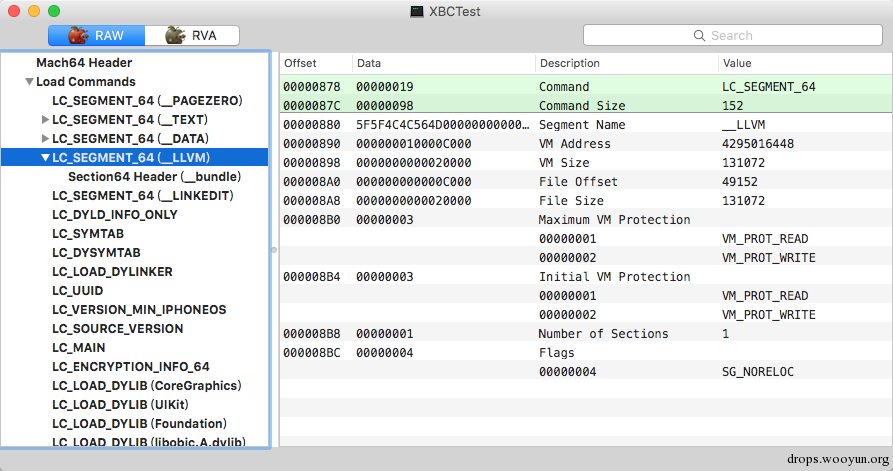 XBCTest
RAW RVA
Search
Mach64 Header
Load Commands
LC_SEGMENT_64 (__PAGEZERO)
LC_SEGMENT_64 (__TEXT)
LC_SEGMENT_64 (__DATA)
LC_SEGMENT_64 (__LLVM)
Section64 Header (__bundle)
LC_SEGMENT_64 (__LINKEDIT)
LC_DYLD_INFO_ONLY
LC_SYMTAB
LC_DYSYMTAB
LC_LOAD_DYLINKER
LC_UUID
LC_VERSION_MIN_IPHONEOS
LC_SOURCE_VERSION
LC_MAIN
LC_ENCRYPTION_INFO_64
LC_LOAD_DYLIB (CoreGraphics)
LC_LOAD_DYLIB (UIKit)
LC_LOAD_DYLIB (Foundation)
LC_LOAD_DYLIB (libobjc.A.dylib)
Offset Data Description Value
00000878 00000019 Command LC_SEGMENT_64
0000087C 00000098 Command Size 152
00000880 5F5F4C4C564D00000000000... Segment Name __LLVM
00000890 000000010000C000 VM Address 4295016448
00000898 0000000000020000 VM Size 131072
000008A0 000000000000C000 File Offset 49152
000008A8 0000000000020000 File Size 131072
000008B0 00000003 Maximum VM Protection
00000001 VM_PROT_READ
00000002 VM_PROT_WRITE
000008B4 00000003 Initial VM Protection
00000001 VM_PROT_READ
00000002 VM_PROT_WRITE
000008B8 00000001 Number of Sections 1
000008BC 00000004 Flags
00000004 SG_NORELOC
drops.wooyun.org